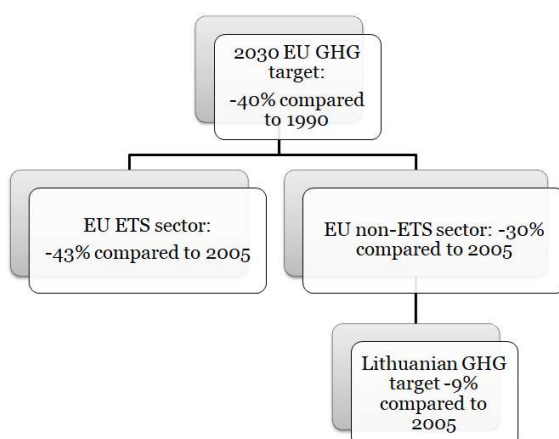 2030 EU GHG
target:
-40% compared
to 1990
EU ETS sector:
-43% compared to 2005
EU non-ETS sector: -30%
compared to 2005
Lithuanian GHG
target -9%
compared to
2005